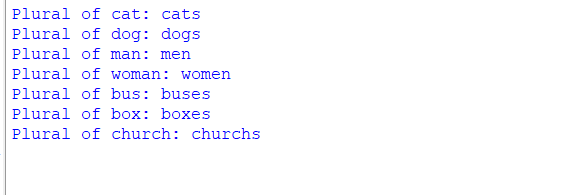 Plural of cat: cats
Plural of dog: dogs
Plural of man: men
Plural of woman: women
Plural of bus: buses
Plural of box: boxes
Plural of church: churchs